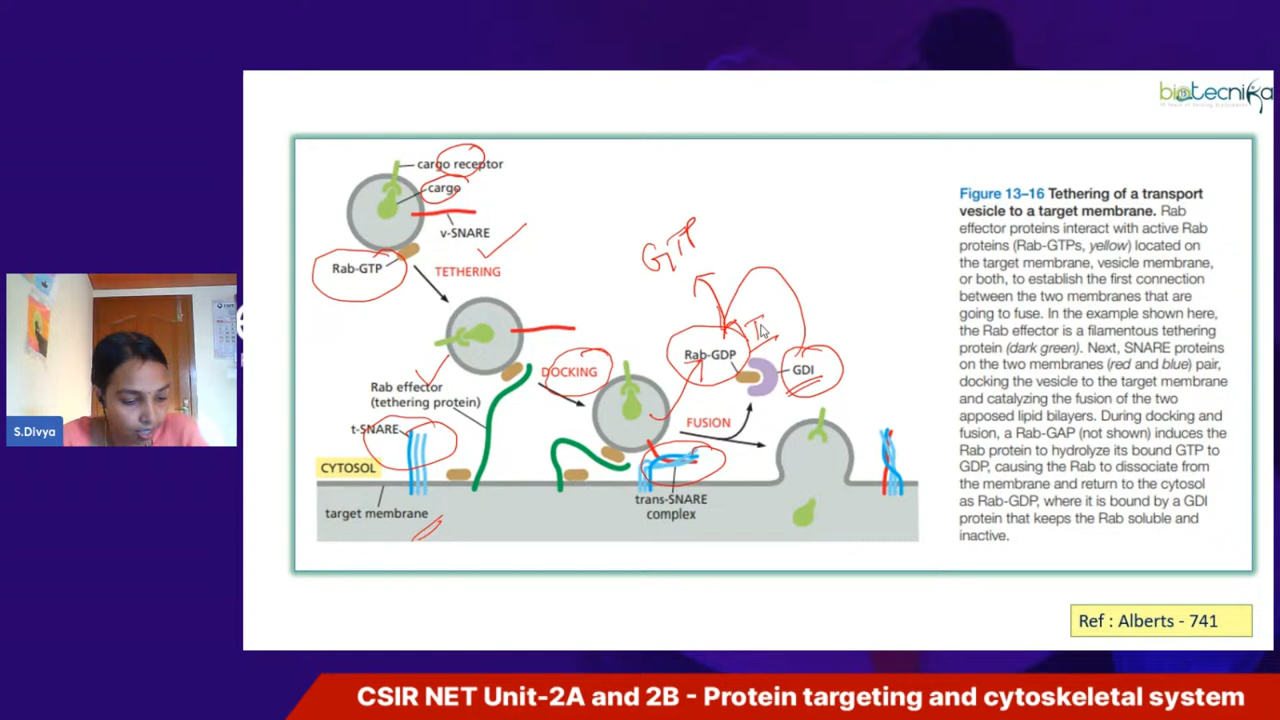 biotecnika
cargo receptor
cargo
v-SNARE
Rab-GTP
TETHERING
GTP
Rab-GDP
GDI
DOCKING
Rab effector
(tethering protein)
t-SNARE
FUSION
CYTOSOL
trans-SNARE
complex
target membrane
Figure 13–16 Tethering of a transport
vesicle to a target membrane. Rab
effector proteins interact with active Rab
proteins (Rab-GTPs, yellow) located on
the target membrane, vesicle membrane,
or both, to establish the first connection
between the two membranes that are
going to fuse. In the example shown here,
the Rab effector is a filamentous tethering
protein (dark green). Next, SNARE proteins
on the two membranes (red and blue) pair,
docking the vesicle to the target membrane
and catalyzing the fusion of the two
apposed lipid bilayers. During docking and
fusion, a Rab-GAP (not shown) induces the
Rab protein to hydrolyze its bound GTP to
GDP, causing the Rab to dissociate from
the membrane and return to the cytosol
as Rab-GDP, where it is bound by a GDI
protein that keeps the Rab soluble and
inactive.
S.Divya
Ref : Alberts - 741
CSIR NET Unit-2A and 2B - Protein targeting and cytoskeletal system